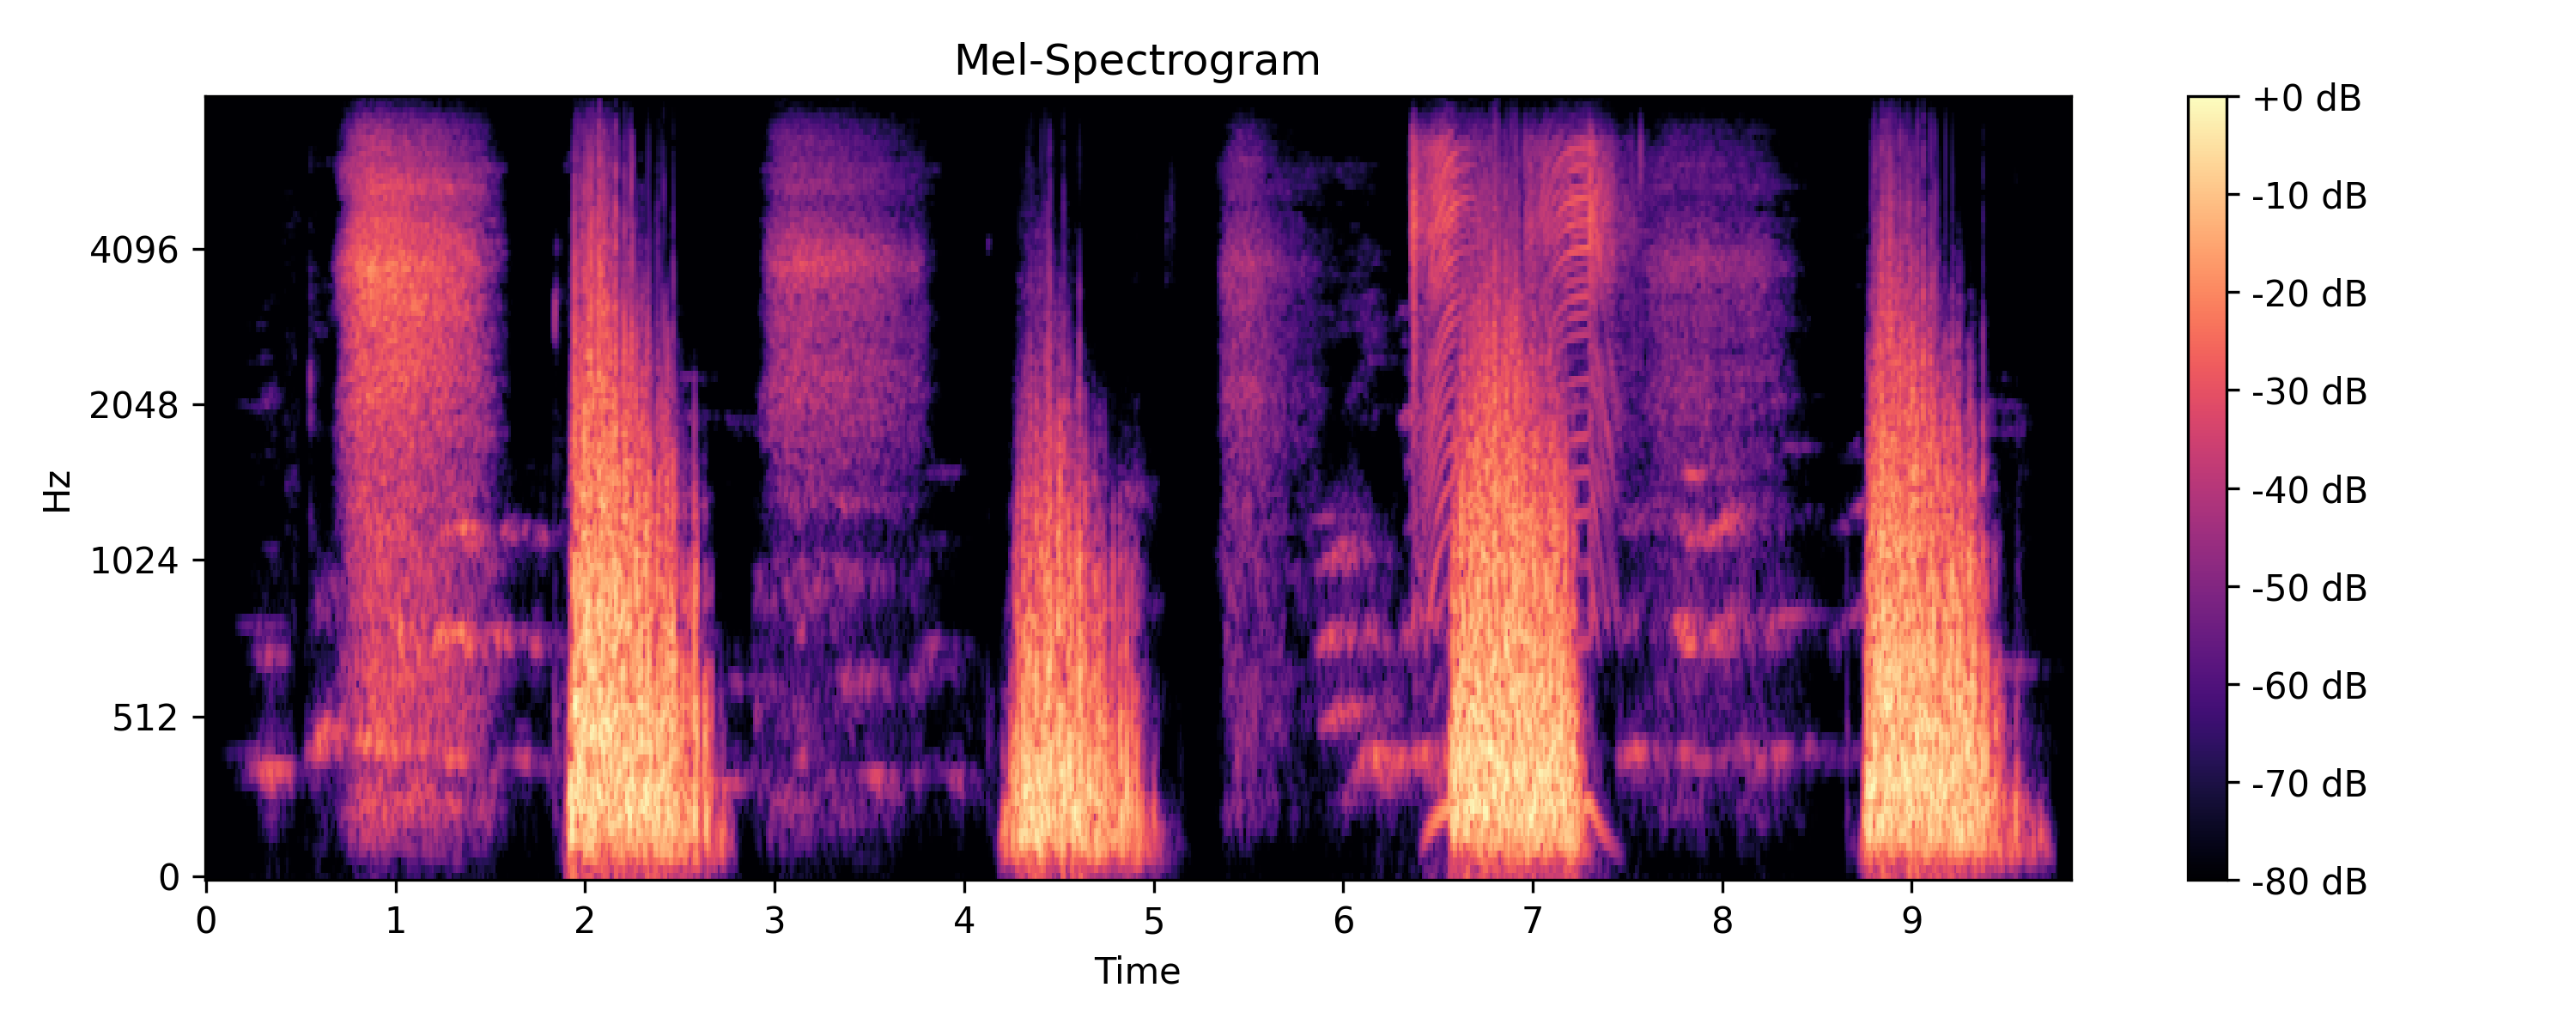 Mel-Spectrogram
+0 dB
-10 dB
-20 dB
-30 dB
-40 dB
-50 dB
-60 dB
-70 dB
-80 dB
Hz
4096
2048
1024
512
0
0 1 2 3 4 5 6 7 8 9
Time